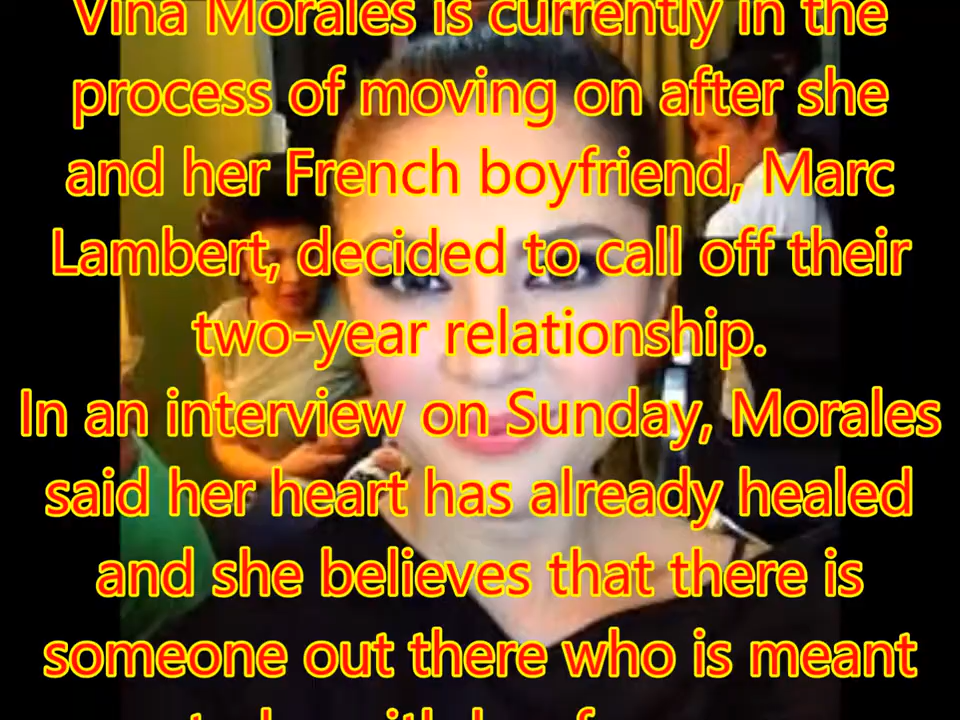 Vina Morales is currently in the
process of moving on after she
and her French boyfriend, Marc
Lambert, decided to call off their
two-year relationship.
In an interview on Sunday, Morales
said her heart has already healed
and she believes that there is
someone out there who is meant